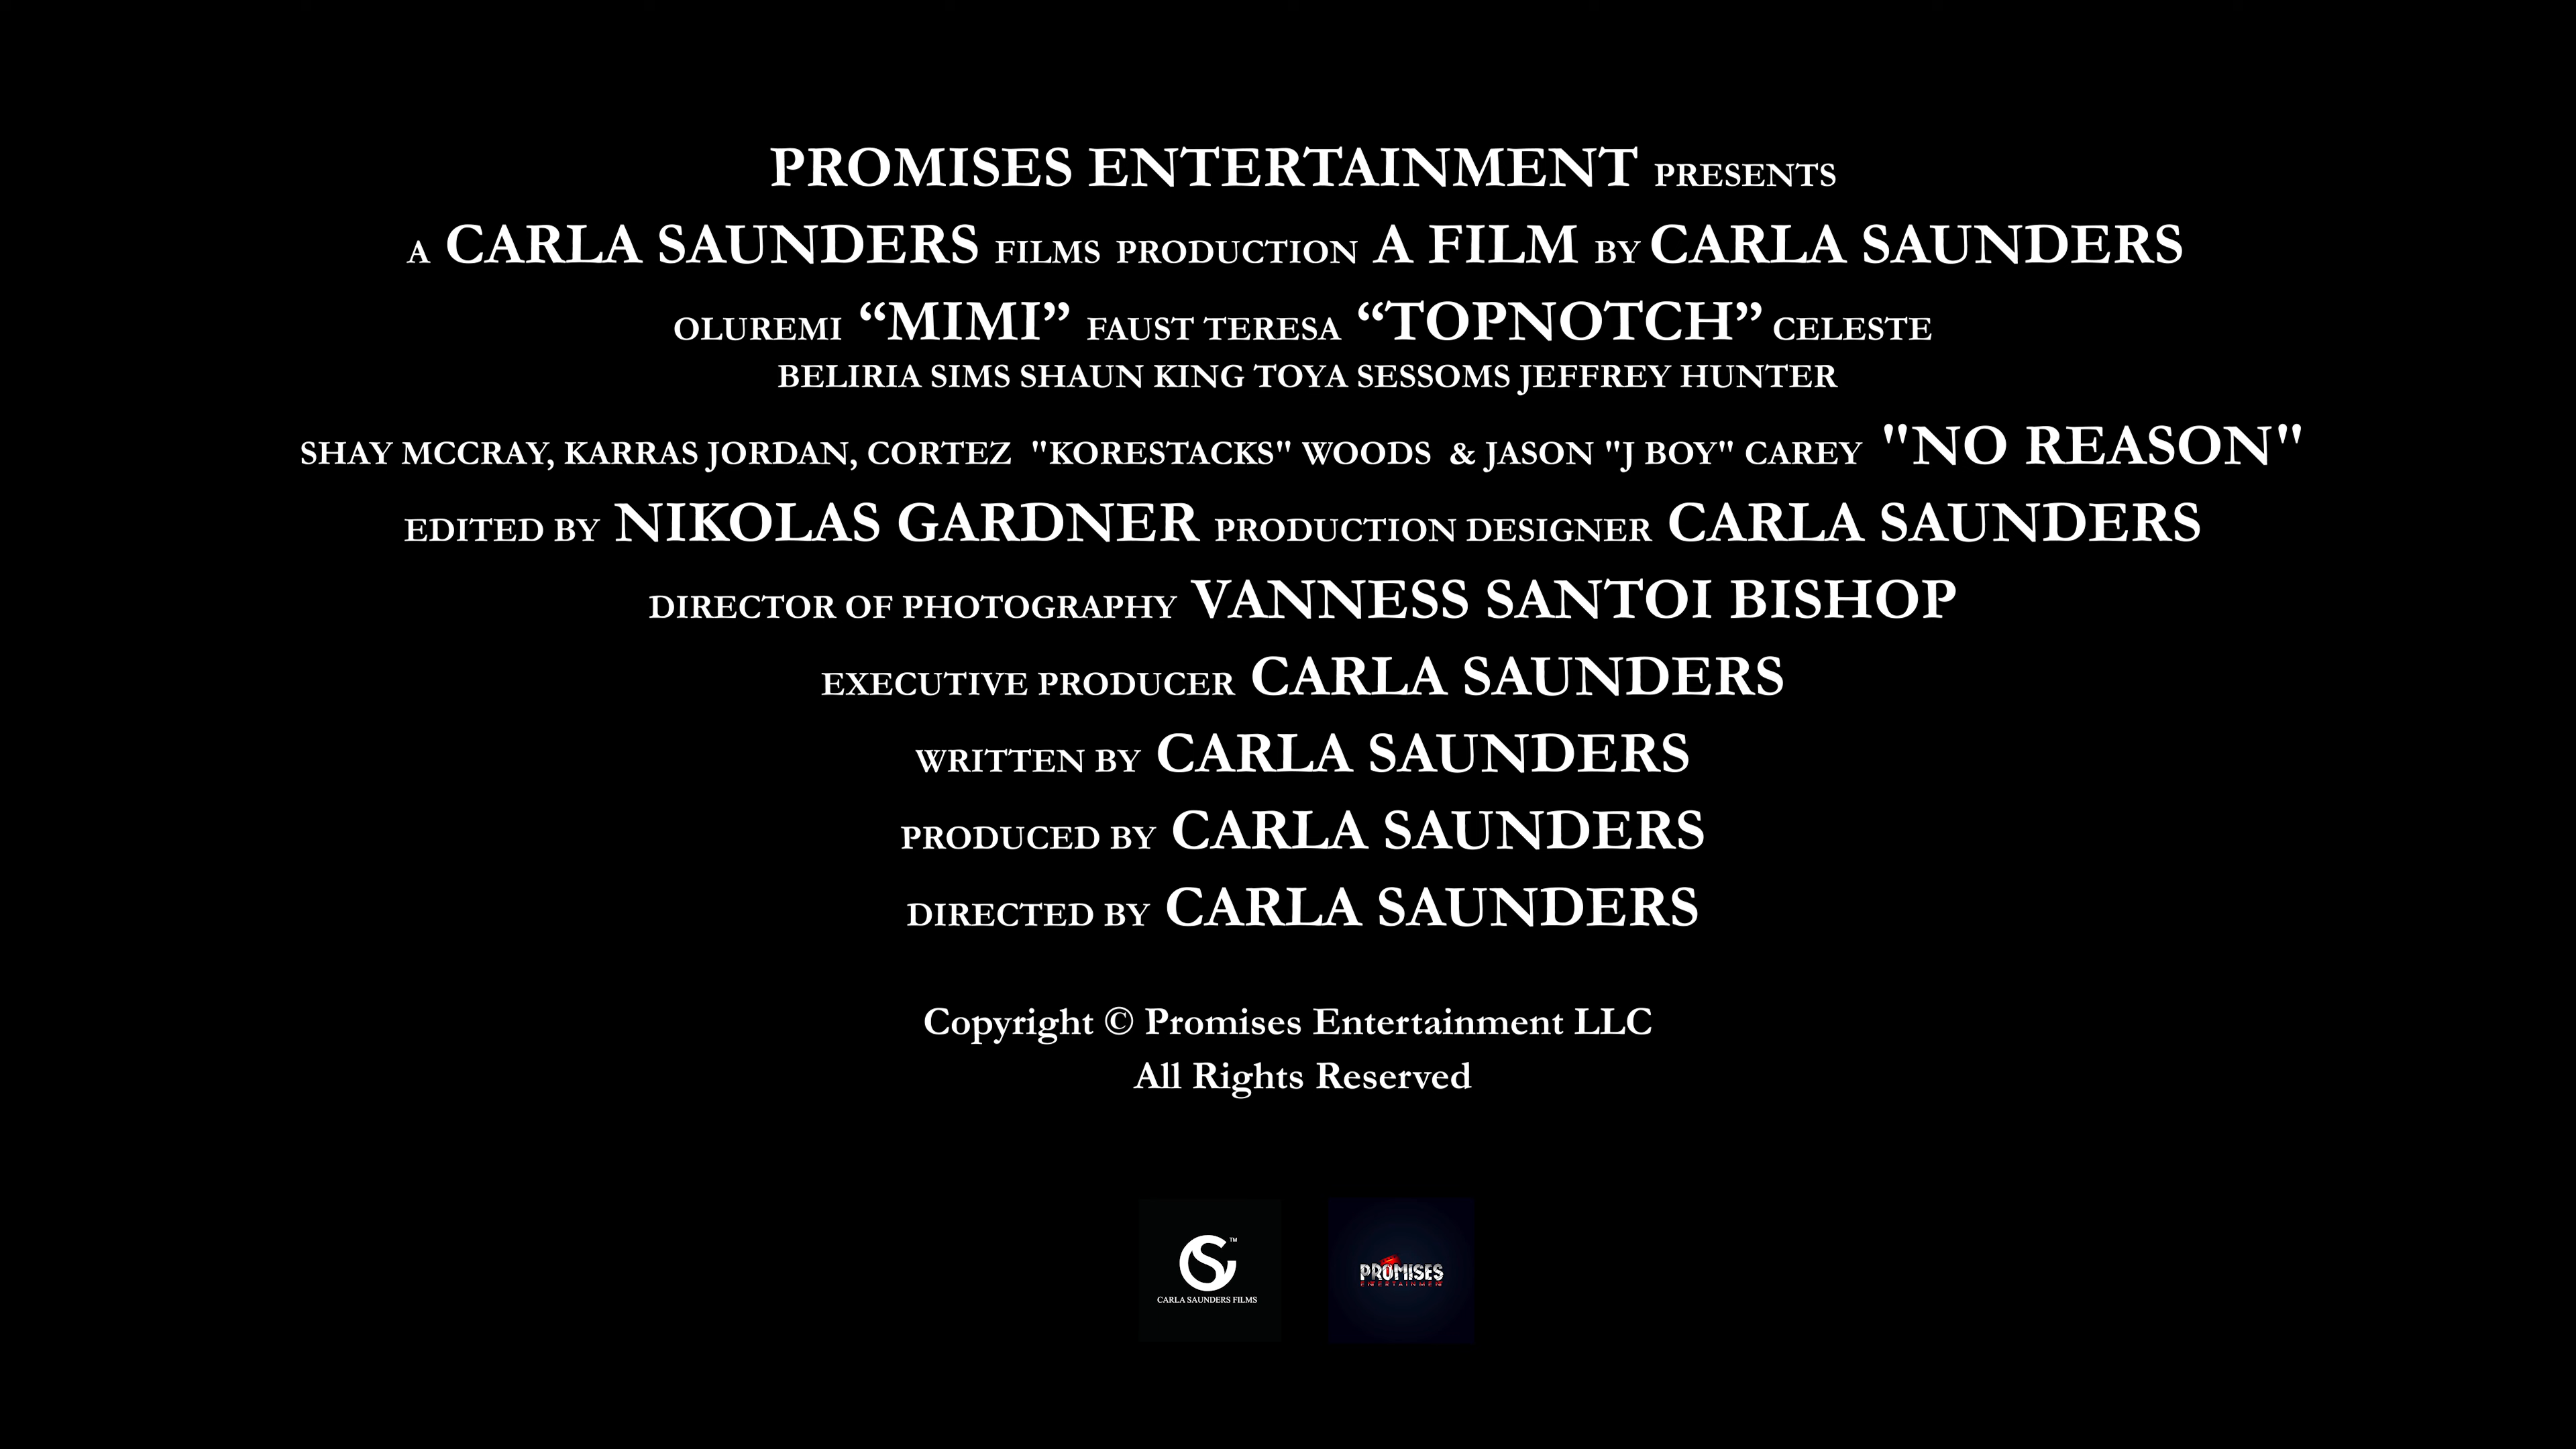 PROMISES ENTERTAINMENT PRESENTS
A CARLA SAUNDERS FILMS PRODUCTION A FILM BY CARLA SAUNDERS
OLUREMI “MIMI” FAUST TERESA “TOPNOTCH” CELESTE
BELIRIA SIMS SHAUN KING TOYA SESSOMS JEFFREY HUNTER
SHAY MCCRAY, KARRAS JORDAN, CORTEZ "KORESTACKS" WOODS & JASON "J BOY" CAREY "NO REASON"
EDITED BY NIKOLAS GARDNER PRODUCTION DESIGNER CARLA SAUNDERS
DIRECTOR OF PHOTOGRAPHY VANNESS SANTOI BISHOP
EXECUTIVE PRODUCER CARLA SAUNDERS
WRITTEN BY CARLA SAUNDERS
PRODUCED BY CARLA SAUNDERS
DIRECTED BY CARLA SAUNDERS
Copyright © Promises Entertainment LLC
All Rights Reserved
CS™
CARLA SAUNDERS FILMS
PROMISES
ENTERTAINMENT